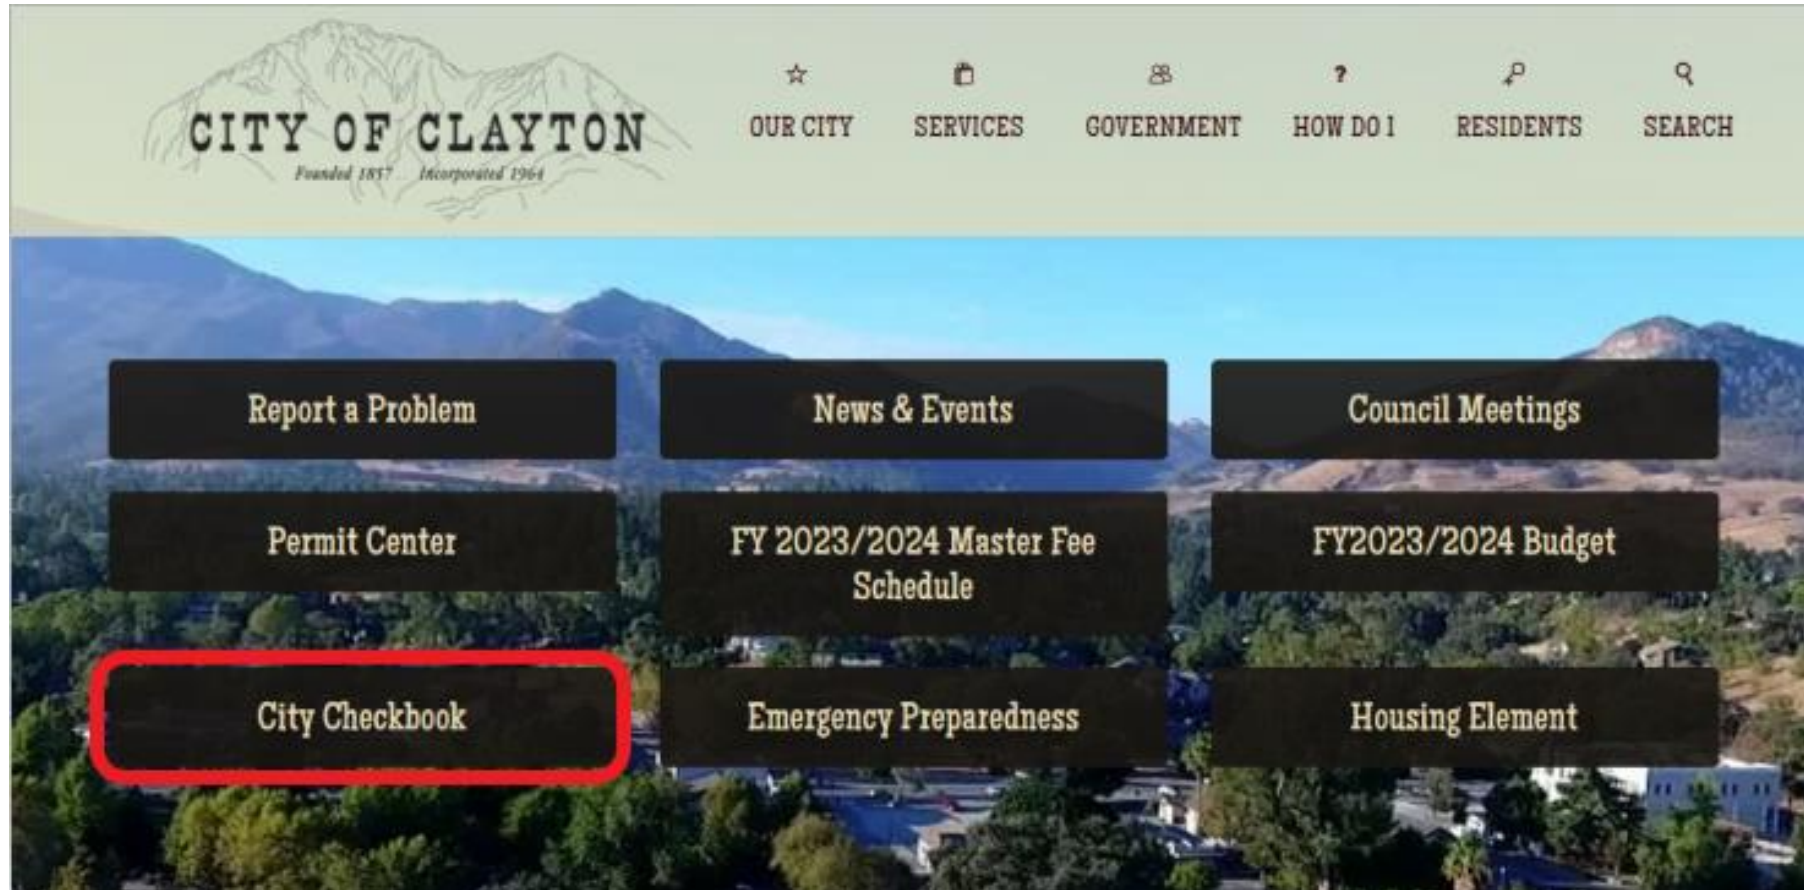 CITY OF CLAYTON
Founded 1857 Incorporated 1964
OUR CITY
SERVICES
GOVERNMENT
HOW DO I
RESIDENTS
SEARCH
Report a Problem
News & Events
Council Meetings
Permit Center
FY 2023/2024 Master Fee
Schedule
FY2023/2024 Budget
City Checkbook
Emergency Preparedness
Housing Element